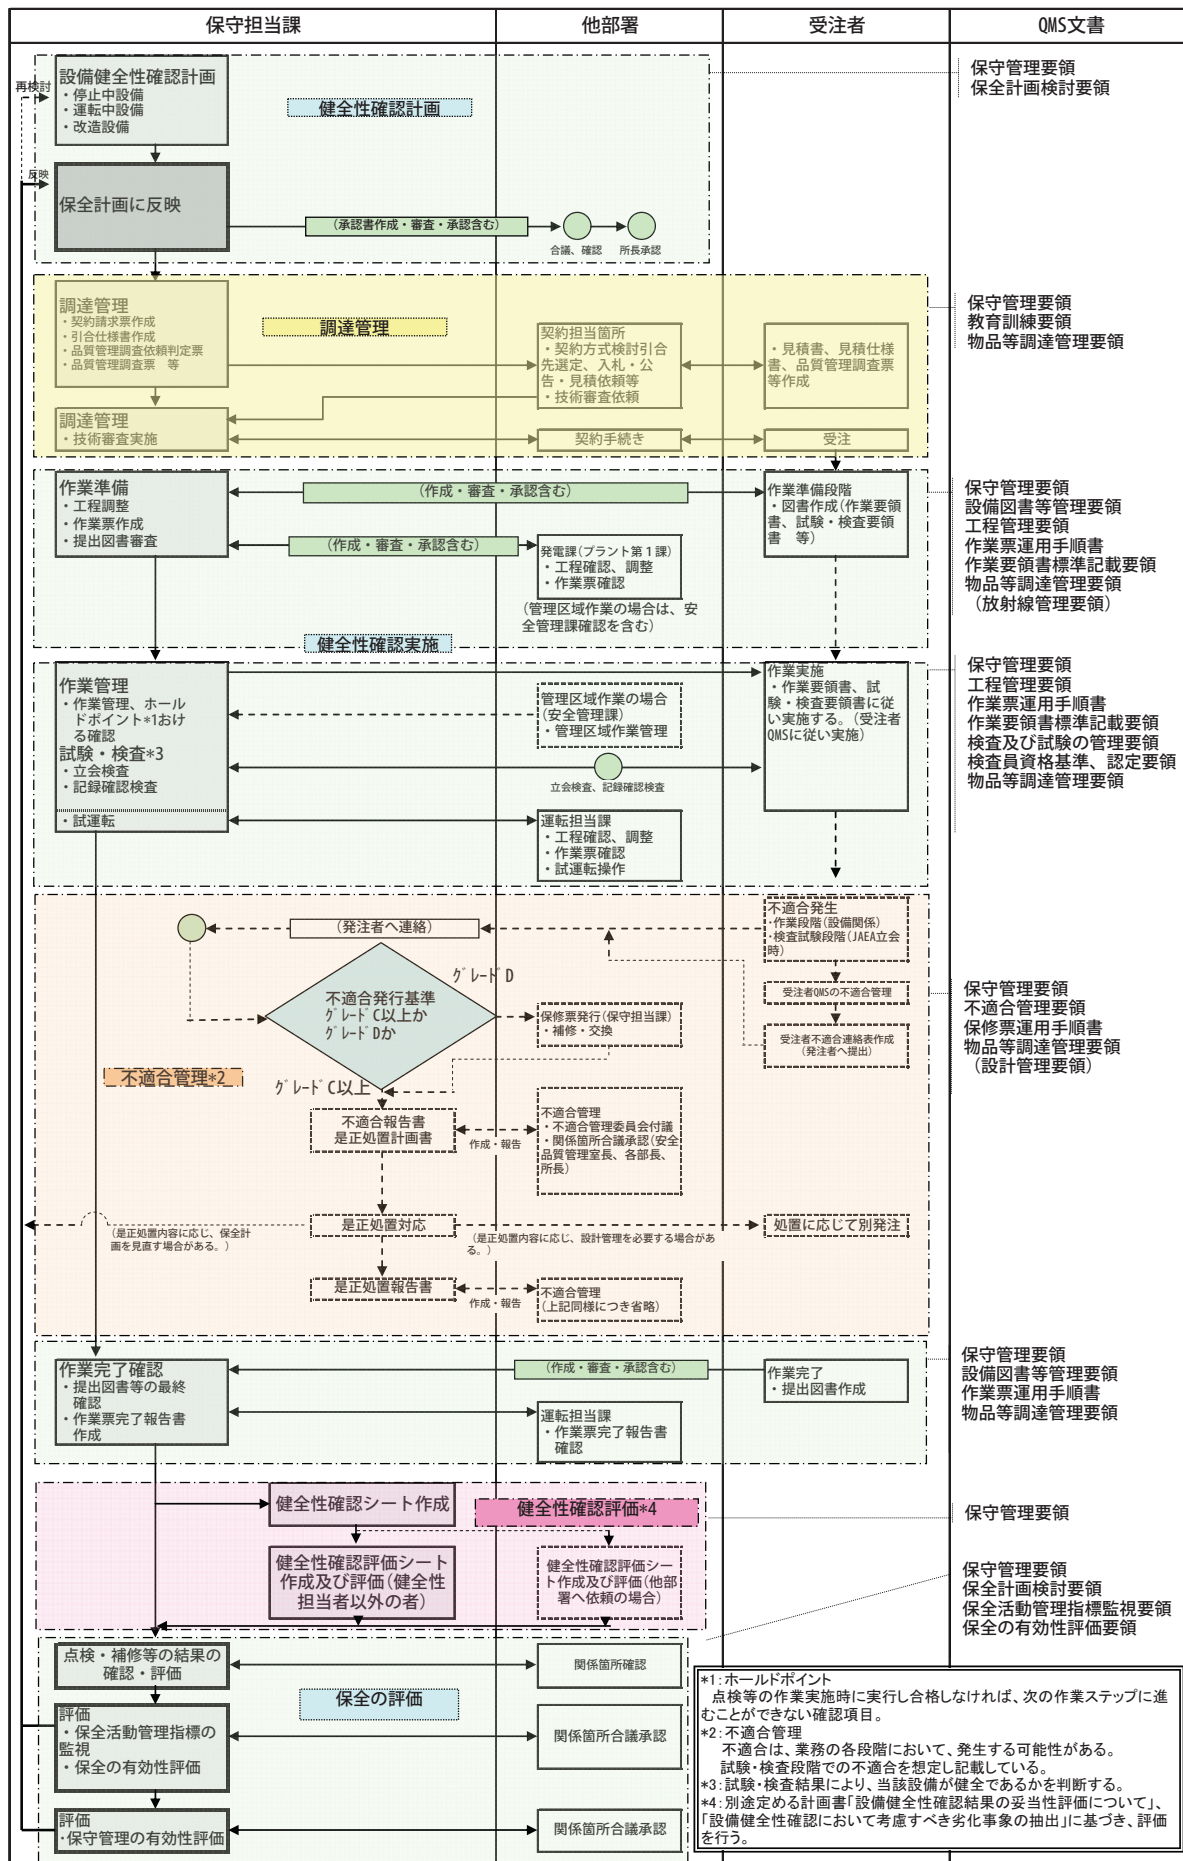 保守担当課
他部署
受注者
QMS文書
再検討
設備健全性確認計画
・停止中設備
・運転中設備
・改造設備
健全性確認計画
保守管理要領
保全計画検討要領
反映
保全計画に反映
(承認書作成・審査・承認含む)
合議、確認
所長承認
調達管理
・契約請求票作成
・引合仕様書作成
・品質管理調査依頼判定票
・品質管理調査票 等
調達管理
契約担当箇所
・契約方式検討引合
先選定、入札・公
告・見積依頼等
・技術審査依頼
・見積書、見積仕様
書、品質管理調査票
等作成
保守管理要領
教育訓練要領
物品等調達管理要領
調達管理
・技術審査実施
契約手続き
受注
作業準備
・工程調整
・作業票作成
・提出図書審査
(作成・審査・承認含む)
(作成・審査・承認含む)
発電課(プラント第1課)
・工程確認、調整
・作業票確認
(管理区域作業の場合は、安
全管理課確認を含む)
作業準備段階
・図書作成(作業要領
書、試験・検査要領
書 等)
保守管理要領
設備図書等管理要領
工程管理要領
作業票運用手順書
作業要領書標準記載要領
物品等調達管理要領
(放射線管理要領)
健全性確認実施
作業管理
・作業管理、ホール
ドポイント*1おけ
る確認
試験・検査*3
・立会検査
・記録確認検査
・試運転
管理区域作業の場合
(安全管理課)
・管理区域作業管理
立会検査、記録確認検査
運転担当課
・工程確認、調整
・作業票確認
・試運転操作
作業実施
・作業要領書、試
験・検査要領書に従
い実施する。(受注者
QMSに従い実施)
保守管理要領
工程管理要領
作業票運用手順書
作業要領書標準記載要領
検査及び試験の管理要領
検査員資格基準、認定要領
物品等調達管理要領
(発注者へ連絡)
不適合発生
・作業段階(設備関係)
・検査試験段階(JAEA立会
時)
受注者QMSの不適合管理
受注者不適合連絡表作成
(発注者へ提出)
グレードD
不適合発行基準
グレードC以上か
グレードDか
保修票発行(保守担当課)
・補修・交換
保守管理要領
不適合管理要領
保修票運用手順書
物品等調達管理要領
(設計管理要領)
不適合管理*2
グレードC以上
不適合報告書
是正処置計画書
作成・報告
不適合管理
・不適合管理委員会付議
・関係箇所合議承認(安全
品質管理室長、各部長、
所長)
是正処置対応
処置に応じて別発注
(是正処置内容に応じ、保全計
画を見直す場合がある。)
(是正処置内容に応じ、設計管理を必要する場合があ
る。)
是正処置報告書
作成・報告
不適合管理
(上記同様につき省略)
作業完了確認
・提出図書等の最終
確認
・作業票完了報告書
作成
(作成・審査・承認含む)
作業完了
・提出図書作成
運転担当課
・作業票完了報告書
確認
保守管理要領
設備図書等管理要領
作業票運用手順書
物品等調達管理要領
健全性確認シート作成
健全性確認評価*4
保守管理要領
健全性確認評価シート
作成及び評価(健全性
担当者以外の者)
健全性確認評価シー
ト作成及び評価(他部
署へ依頼の場合)
保守管理要領
保全計画検討要領
保全活動管理指標監視要領
保全の有効性評価要領
点検・補修等の結果の
確認・評価
関係箇所確認
保全の評価
評価
・保全活動管理指標の
監視
・保全の有効性評価
関係箇所合議承認
評価
・保守管理の有効性評価
関係箇所合議承認
*1:ホールドポイント
点検等の作業実施時に実行し合格しなければ、次の作業ステップに進
むことができない確認項目。
*2:不適合管理
不適合は、業務の各段階において、発生する可能性がある。
試験・検査段階での不適合を想定し記載している。
*3:試験・検査結果により、当該設備が健全であるかを判断する。
*4:別途定める計画書「設備健全性確認結果の妥当性評価について」、
「設備健全性確認において考慮すべき劣化事象の抽出」に基づき、評価
を行う。